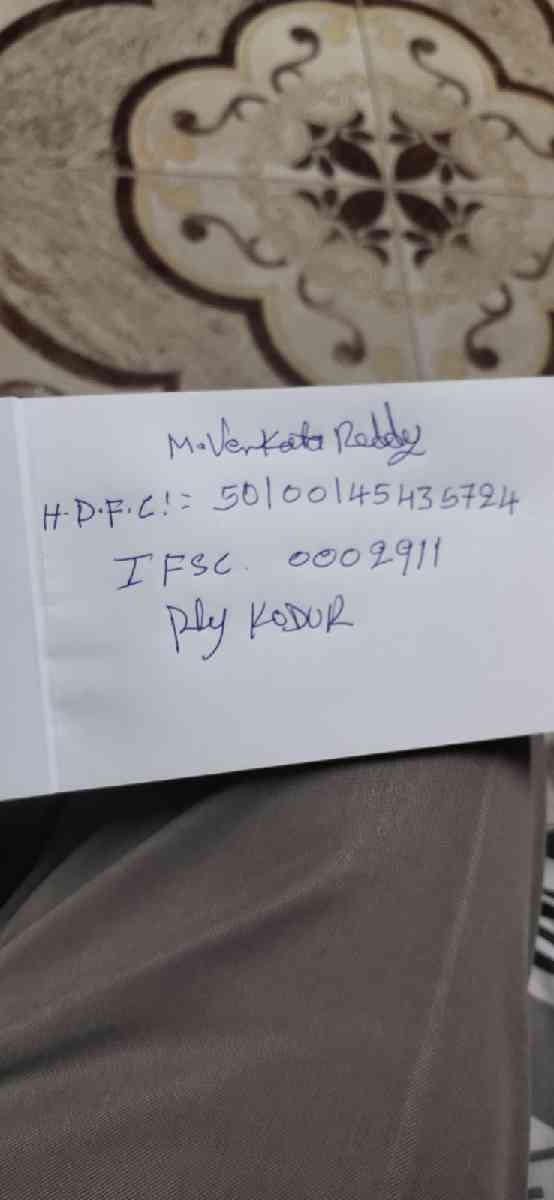 M. Venkata Reddy
H.D.F.C:= 50100145435724
IFSC. 0002911
Rly KODUR